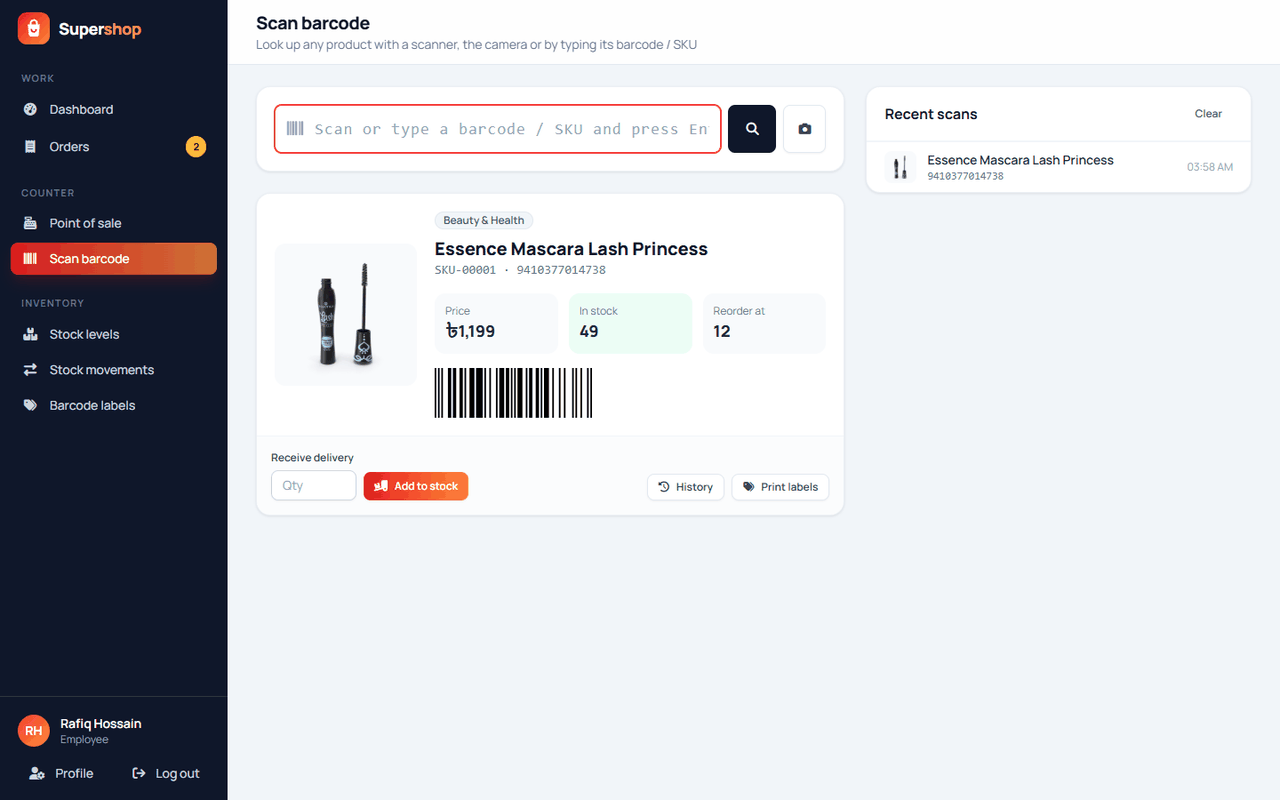 Supershop
WORK
Dashboard
Orders 2
COUNTER
Point of sale
Scan barcode
INVENTORY
Stock levels
Stock movements
Barcode labels
RH Rafiq Hossain
Employee
Profile Log out
Scan barcode
Look up any product with a scanner, the camera or by typing its barcode / SKU
Scan or type a barcode / SKU and press En
Beauty & Health
Essence Mascara Lash Princess
SKU-00001 · 9410377014738
Price In stock Reorder at
৳1,199 49 12
Receive delivery
Qty Add to stock History Print labels
Recent scans Clear
Essence Mascara Lash Princess 03:58 AM
9410377014738